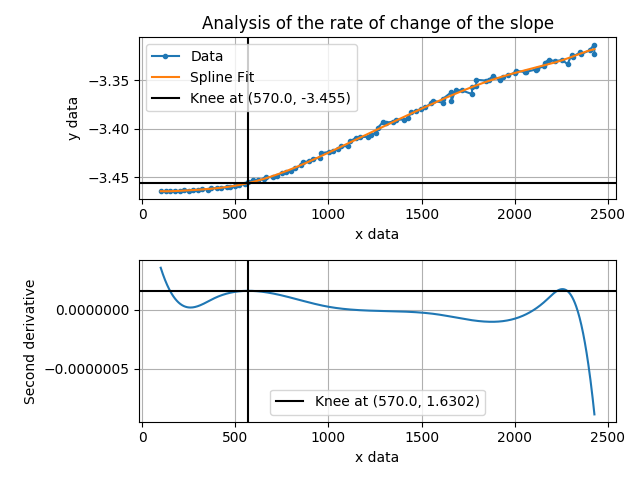 Analysis of the rate of change of the slope
Data
Spline Fit
Knee at (570.0, -3.455)
y data
−3.35
−3.40
−3.45
0 500 1000 1500 2000 2500
x data
Second derivative
0.0000000
−0.0000005
Knee at (570.0, 1.6302)
0 500 1000 1500 2000 2500
x data